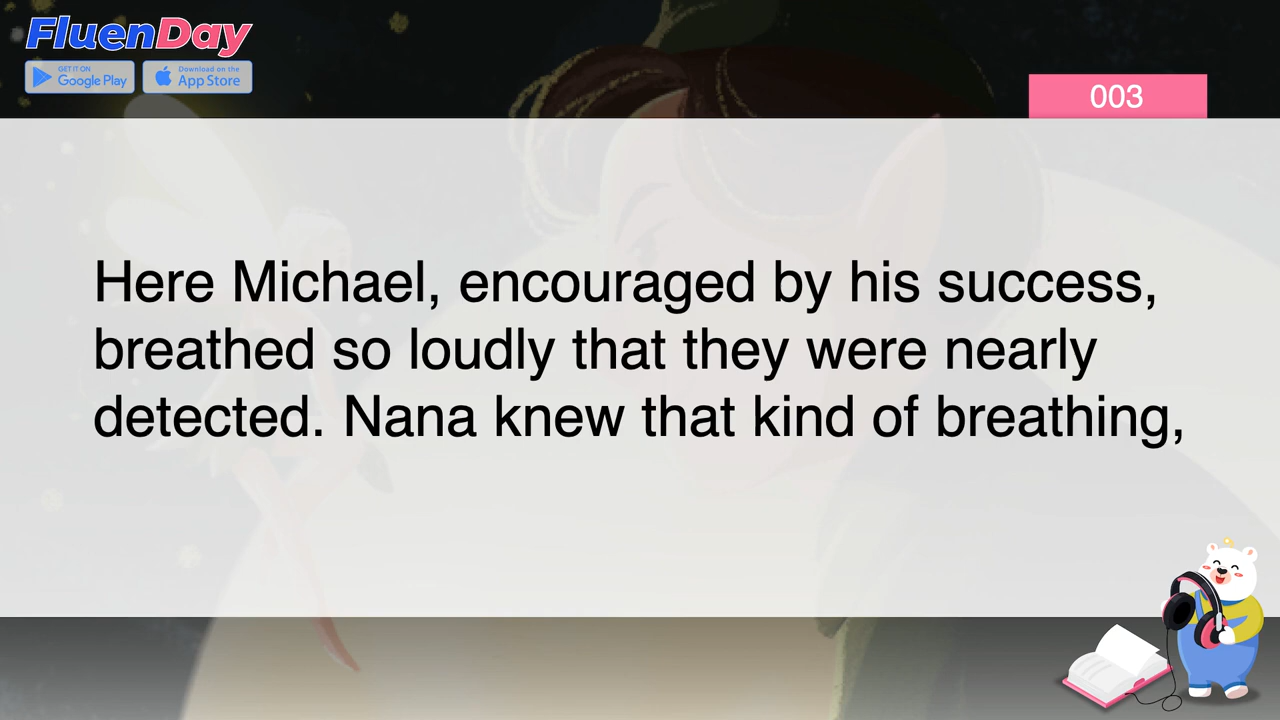 FluenDay
GET IT ON
Google Play
Download on the
App Store
003
Here Michael, encouraged by his success,
breathed so loudly that they were nearly
detected. Nana knew that kind of breathing,